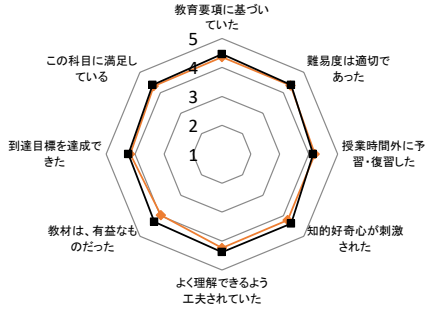 教育要項に基づい
ていた
難易度は適切で
あった
授業時間外に予
習・復習した
知的好奇心が刺激
された
よく理解できるよう
工夫されていた
教材は、有益なも
のだった
到達目標を達成で
きた
この科目に満足し
ている
5
4
3
2
1